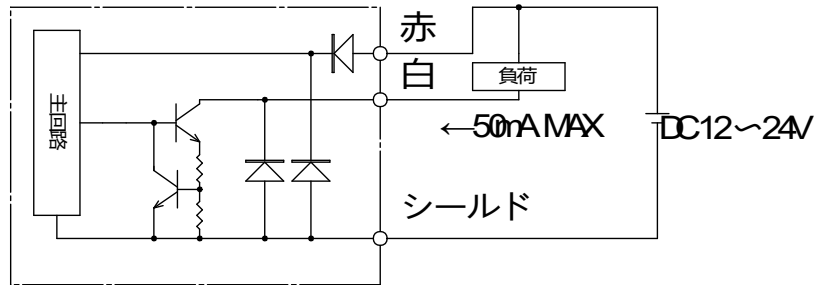 赤
白
負荷
主回路
←50mA MAX
DC12〜24V
シールド